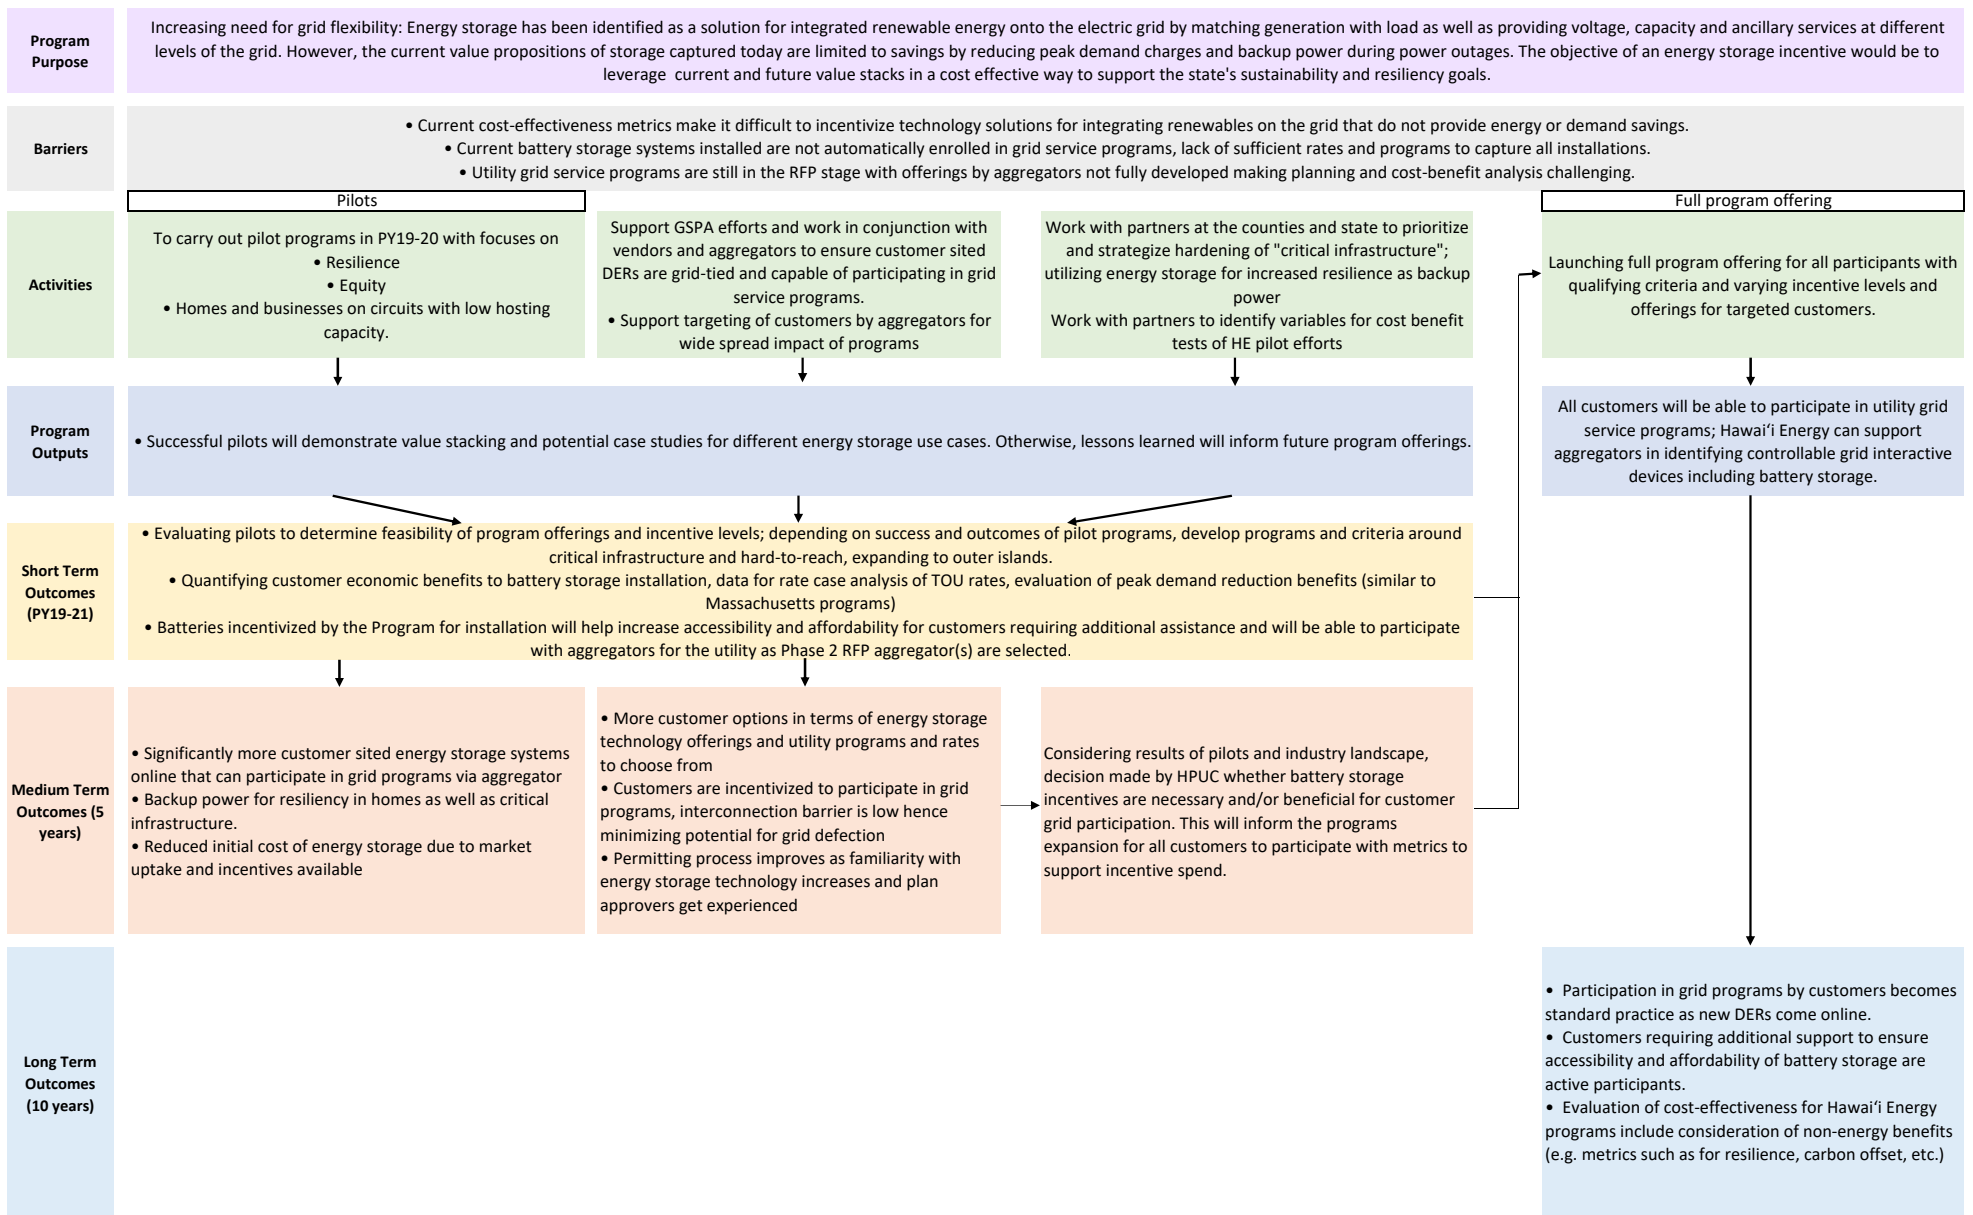 Program
Purpose
Increasing need for grid flexibility: Energy storage has been identified as a solution for integrated renewable energy onto the electric grid by matching generation with load as well as providing voltage, capacity and ancillary services at different
levels of the grid. However, the current value propositions of storage captured today are limited to savings by reducing peak demand charges and backup power during power outages. The objective of an energy storage incentive would be to
leverage current and future value stacks in a cost effective way to support the state's sustainability and resiliency goals.
Barriers
• Current cost-effectiveness metrics make it difficult to incentivize technology solutions for integrating renewables on the grid that do not provide energy or demand savings.
• Current battery storage systems installed are not automatically enrolled in grid service programs, lack of sufficient rates and programs to capture all installations.
• Utility grid service programs are still in the RFP stage with offerings by aggregators not fully developed making planning and cost-benefit analysis challenging.
Pilots
Full program offering
Activities
To carry out pilot programs in PY19-20 with focuses on
• Resilience
• Equity
• Homes and businesses on circuits with low hosting
capacity.
Support GSPA efforts and work in conjunction with
vendors and aggregators to ensure customer sited
DERs are grid-tied and capable of participating in grid
service programs.
• Support targeting of customers by aggregators for
wide spread impact of programs
Work with partners at the counties and state to prioritize
and strategize hardening of "critical infrastructure";
utilizing energy storage for increased resilience as backup
power
Work with partners to identify variables for cost benefit
tests of HE pilot efforts
Launching full program offering for all participants with
qualifying criteria and varying incentive levels and
offerings for targeted customers.
Program
Outputs
• Successful pilots will demonstrate value stacking and potential case studies for different energy storage use cases. Otherwise, lessons learned will inform future program offerings.
All customers will be able to participate in utility grid
service programs; Hawaiʻi Energy can support
aggregators in identifying controllable grid interactive
devices including battery storage.
Short Term
Outcomes
(PY19-21)
• Evaluating pilots to determine feasibility of program offerings and incentive levels; depending on success and outcomes of pilot programs, develop programs and criteria around
critical infrastructure and hard-to-reach, expanding to outer islands.
• Quantifying customer economic benefits to battery storage installation, data for rate case analysis of TOU rates, evaluation of peak demand reduction benefits (similar to
Massachusetts programs)
• Batteries incentivized by the Program for installation will help increase accessibility and affordability for customers requiring additional assistance and will be able to participate
with aggregators for the utility as Phase 2 RFP aggregator(s) are selected.
Medium Term
Outcomes (5
years)
• Significantly more customer sited energy storage systems
online that can participate in grid programs via aggregator
• Backup power for resiliency in homes as well as critical
infrastructure.
• Reduced initial cost of energy storage due to market
uptake and incentives available
• More customer options in terms of energy storage
technology offerings and utility programs and rates
to choose from
• Customers are incentivized to participate in grid
programs, interconnection barrier is low hence
minimizing potential for grid defection
• Permitting process improves as familiarity with
energy storage technology increases and plan
approvers get experienced
Considering results of pilots and industry landscape,
decision made by HPUC whether battery storage
incentives are necessary and/or beneficial for customer
grid participation. This will inform the programs
expansion for all customers to participate with metrics to
support incentive spend.
Long Term
Outcomes
(10 years)
• Participation in grid programs by customers becomes
standard practice as new DERs come online.
• Customers requiring additional support to ensure
accessibility and affordability of battery storage are
active participants.
• Evaluation of cost-effectiveness for Hawaiʻi Energy
programs include consideration of non-energy benefits
(e.g. metrics such as for resilience, carbon offset, etc.)